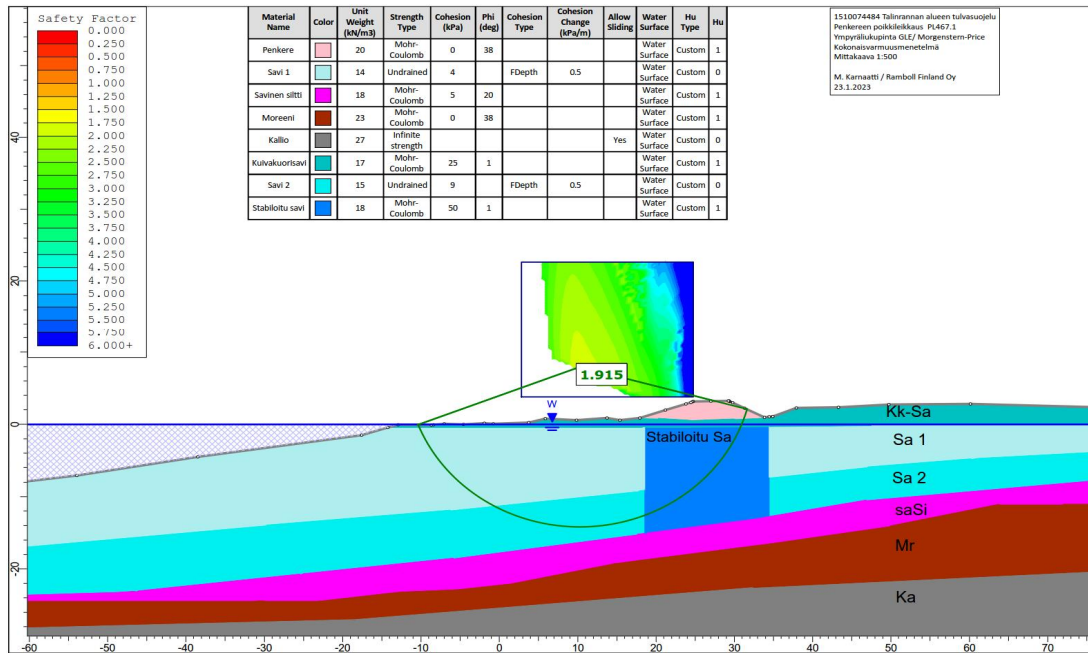 Safety Factor
0.000
0.250
0.500
0.750
1.000
1.250
1.500
1.750
2.000
2.250
2.500
2.750
3.000
3.250
3.500
3.750
4.000
4.250
4.500
4.750
5.000
5.250
5.500
5.750
6.000+
Material Name Color Unit Weight (kN/m3) Strength Type Cohesion (kPa) Phi (deg) Cohesion Type Cohesion Change (kPa/m) Allow Sliding Water Surface Hu Type Hu
Penkere 20 Mohr-Coulomb 0 38 Water Surface Custom 1
Savi 1 14 Undrained 4 FDepth 0.5 Water Surface Custom 0
Savinen siltti 18 Mohr-Coulomb 5 20 Water Surface Custom 1
Moreeni 23 Mohr-Coulomb 0 38 Water Surface Custom 1
Kallio 27 Infinite strength Yes Water Surface Custom 0
Kuivakuorisavi 17 Mohr-Coulomb 25 1 Water Surface Custom 1
Savi 2 15 Undrained 9 FDepth 0.5 Water Surface Custom 0
Stabiloitu savi 18 Mohr-Coulomb 50 1 Water Surface Custom 1
1510074484 Talinrannan alueen tulvasuojelu
Penkereen poikkileikkaus PL467.1
Ympyräliukupinta GLE/ Morgenstern-Price
Kokonaisvarmuusmenetelmä
Mittakaava 1:500
M. Karnaatti / Ramboll Finland Oy
23.1.2023
40
20
0
-20
1.915
W
Kk-Sa
Stabiloitu Sa
Sa 1
Sa 2
saSi
Mr
Ka
-60 -50 -40 -30 -20 -10 0 10 20 30 40 50 60 70